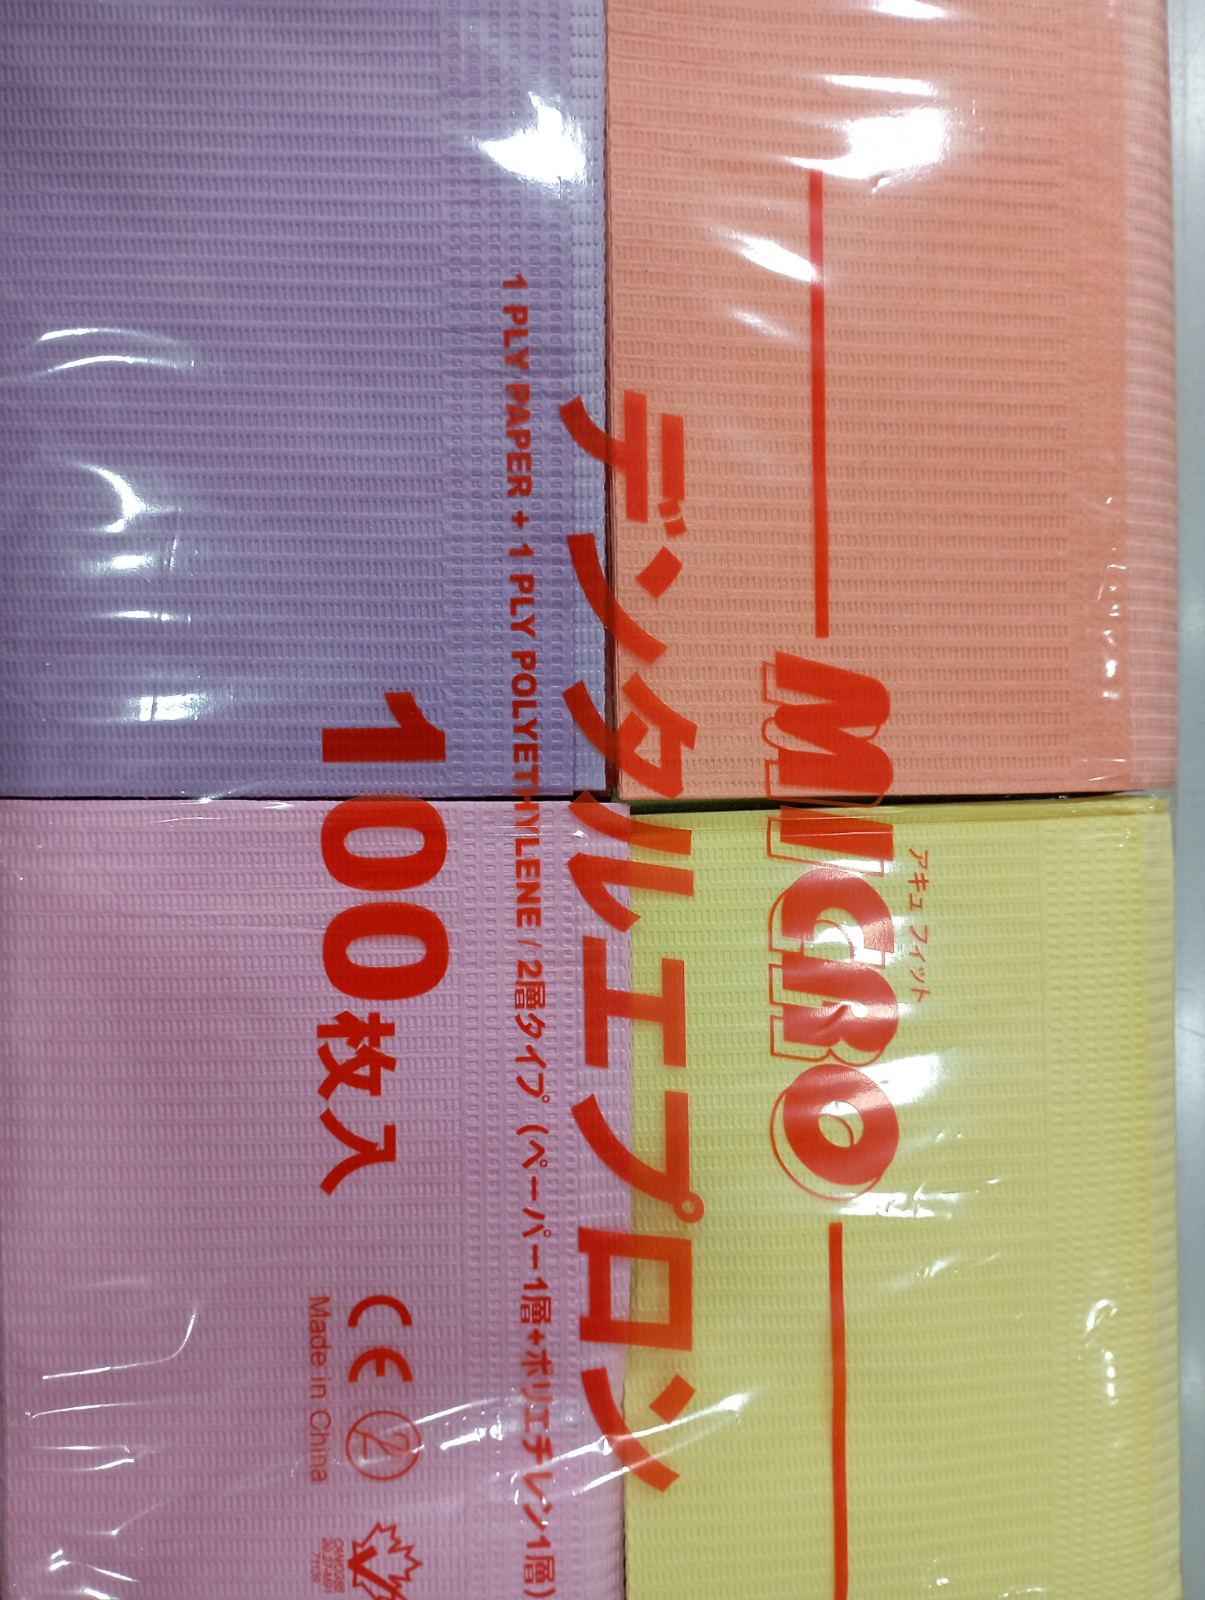 アキュフィット
MICRO
デンタルエプロン
1 PLY PAPER + 1 PLY POLYETHYLENE / 2層タイプ (ペーパー1層+ポリエチレン1層)
100枚入
CE 2
Made in China